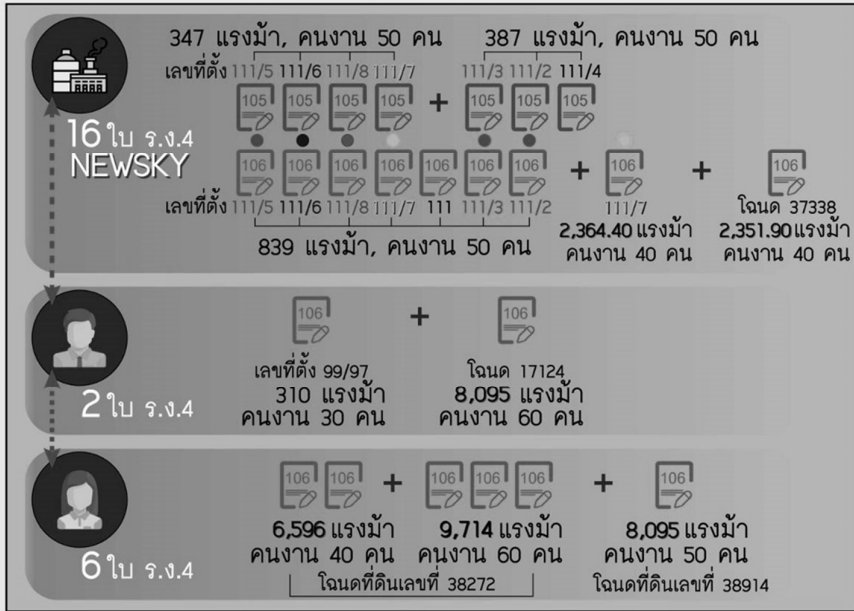 347 แรงม้า, คนงาน 50 คน 387 แรงม้า, คนงาน 50 คน
เลขที่ตั้ง 111/5 111/6 111/8 111/7 111/3 111/2 111/4
105 105 105 105 + 105 105 105
16 ใบ ร.ง.4
NEWSKY
106 106 106 106 106 106 106 + 106 + 106
เลขที่ตั้ง 111/5 111/6 111/8 111/7 111 111/3 111/2 111/7 โฉนด 37338
839 แรงม้า, คนงาน 50 คน 2,364.40 แรงม้า 2,351.90 แรงม้า
คนงาน 40 คน คนงาน 40 คน
106 + 106
เลขที่ตั้ง 99/97 โฉนด 17124
310 แรงม้า 8,095 แรงม้า
2 ใบ ร.ง.4 คนงาน 30 คน คนงาน 60 คน
106 106 + 106 106 106 + 106
6,596 แรงม้า 9,714 แรงม้า 8,095 แรงม้า
คนงาน 40 คน คนงาน 60 คน คนงาน 50 คน
6 ใบ ร.ง.4 โฉนดที่ดินเลขที่ 38272 โฉนดที่ดินเลขที่ 38914